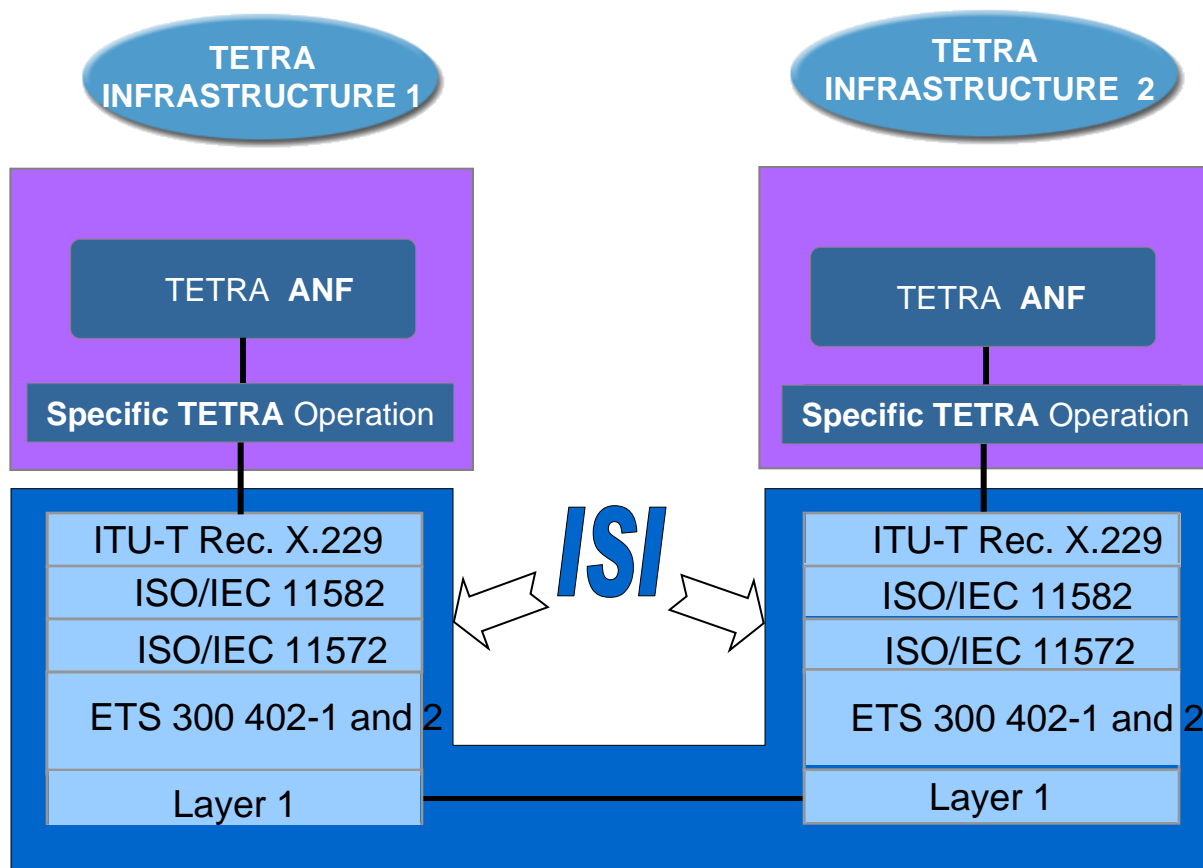 TETRA
INFRASTRUCTURE 1
TETRA
INFRASTRUCTURE 2
TETRA ANF
Specific TETRA Operation
TETRA ANF
Specific TETRA Operation
ISI
ITU-T Rec. X.229
ISO/IEC 11582
ISO/IEC 11572
ETS 300 402-1 and 2
Layer 1
ITU-T Rec. X.229
ISO/IEC 11582
ISO/IEC 11572
ETS 300 402-1 and 2
Layer 1